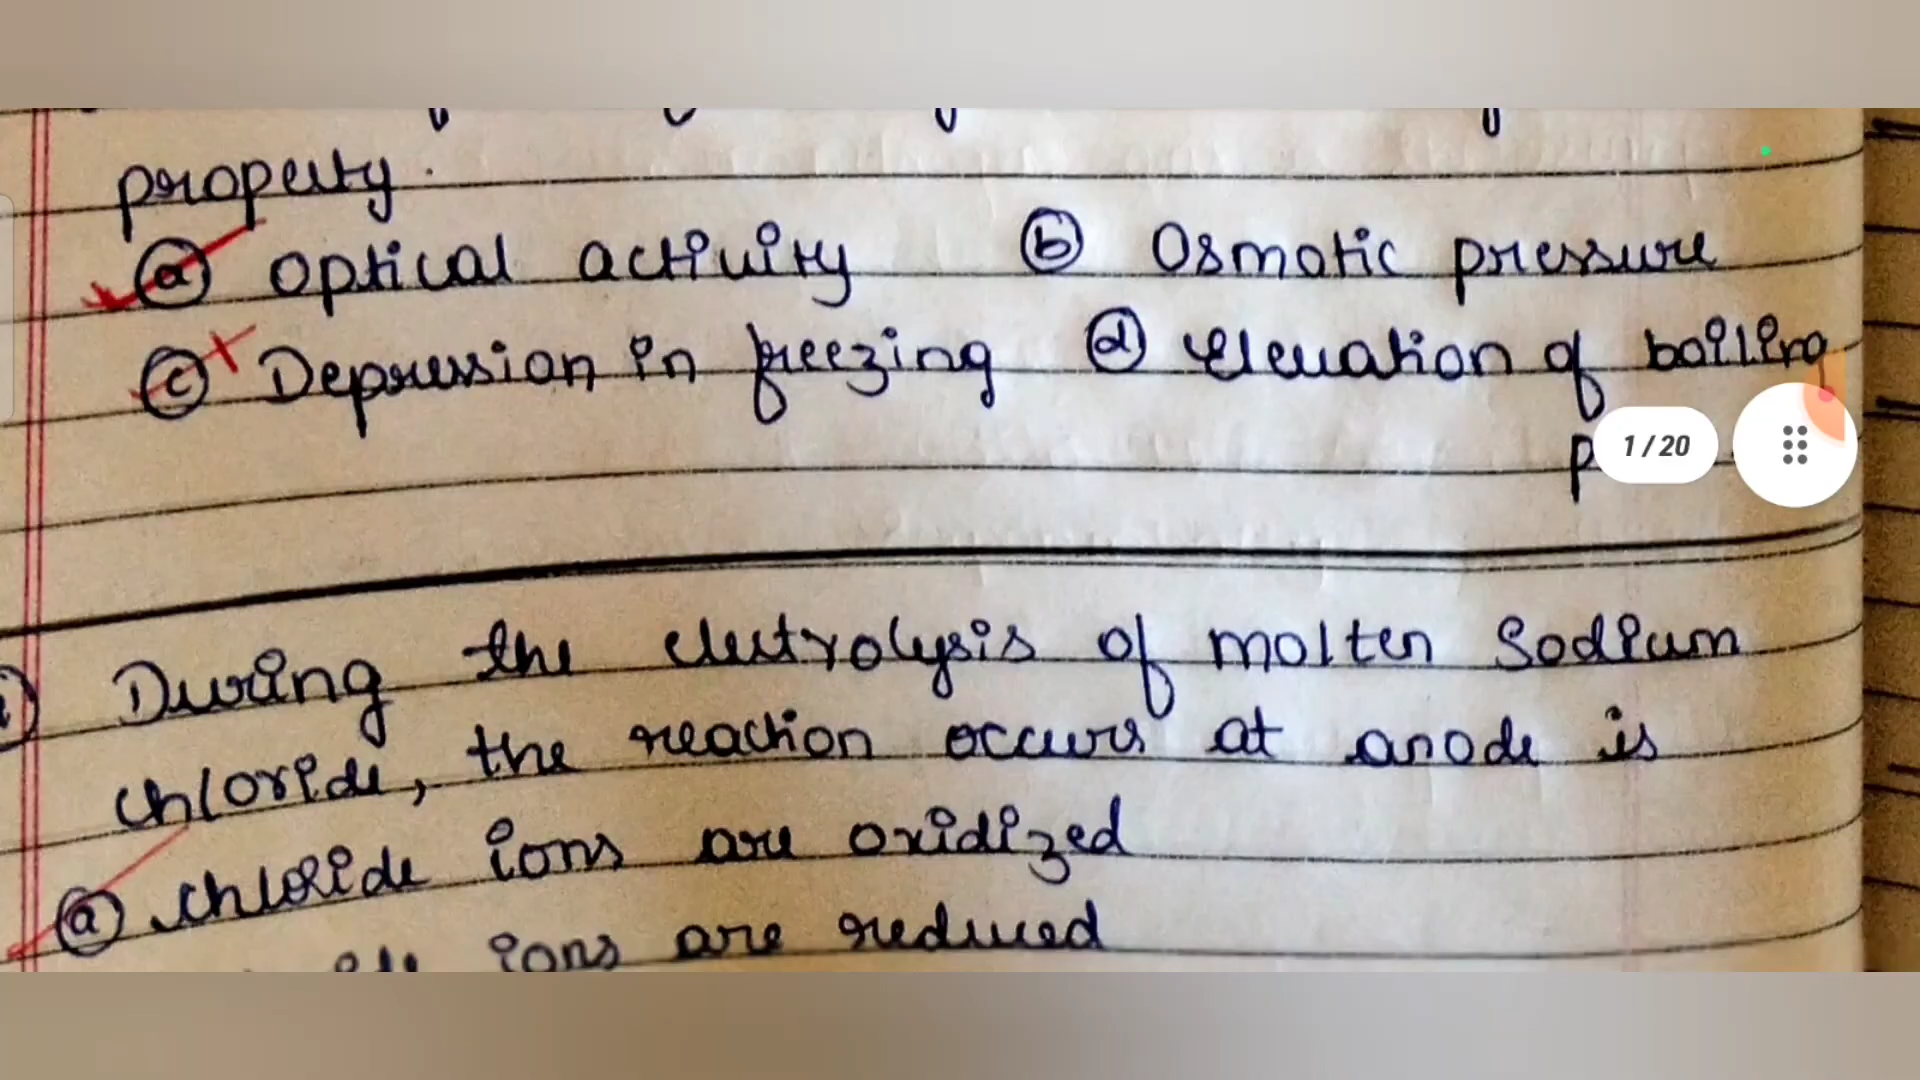 property.
(a) optical activity (b) Osmotic pressure
(c) Depression in freezing (d) elevation of boiling
1/20
During the electrolysis of molten Sodium
chloride, the reaction occurs at anode is
(a) chloride ions are oxidized
ions are reduced